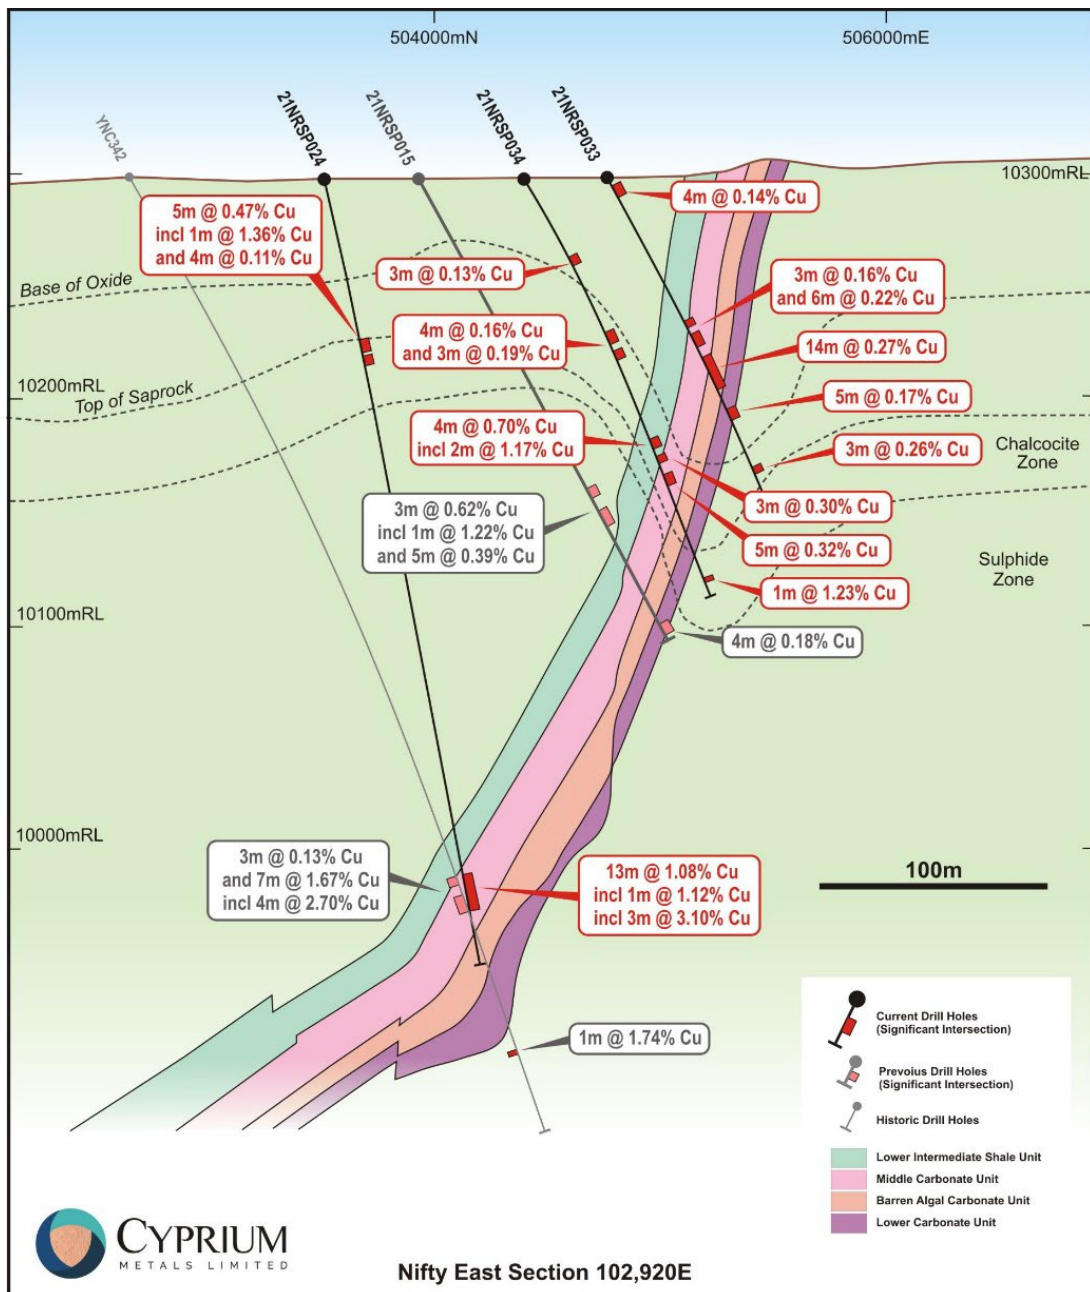 504000mN
506000mE
YNC342
21NRSP024
21NRSP015
21NRSP034
21NRSP033
10300mRL
4m @ 0.14% Cu
5m @ 0.47% Cu
incl 1m @ 1.36% Cu
and 4m @ 0.11% Cu
3m @ 0.13% Cu
3m @ 0.16% Cu
and 6m @ 0.22% Cu
Base of Oxide
4m @ 0.16% Cu
and 3m @ 0.19% Cu
14m @ 0.27% Cu
10200mRL
Top of Saprock
5m @ 0.17% Cu
4m @ 0.70% Cu
incl 2m @ 1.17% Cu
3m @ 0.26% Cu
Chalcocite
Zone
3m @ 0.62% Cu
incl 1m @ 1.22% Cu
and 5m @ 0.39% Cu
3m @ 0.30% Cu
5m @ 0.32% Cu
Sulphide
Zone
1m @ 1.23% Cu
10100mRL
4m @ 0.18% Cu
10000mRL
3m @ 0.13% Cu
and 7m @ 1.67% Cu
incl 4m @ 2.70% Cu
13m @ 1.08% Cu
incl 1m @ 1.12% Cu
incl 3m @ 3.10% Cu
100m
1m @ 1.74% Cu
Current Drill Holes
(Significant Intersection)
Prevoius Drill Holes
(Significant Intersection)
Historic Drill Holes
Lower Intermediate Shale Unit
Middle Carbonate Unit
Barren Algal Carbonate Unit
Lower Carbonate Unit
CYPRIUM
METALS LIMITED
Nifty East Section 102,920E